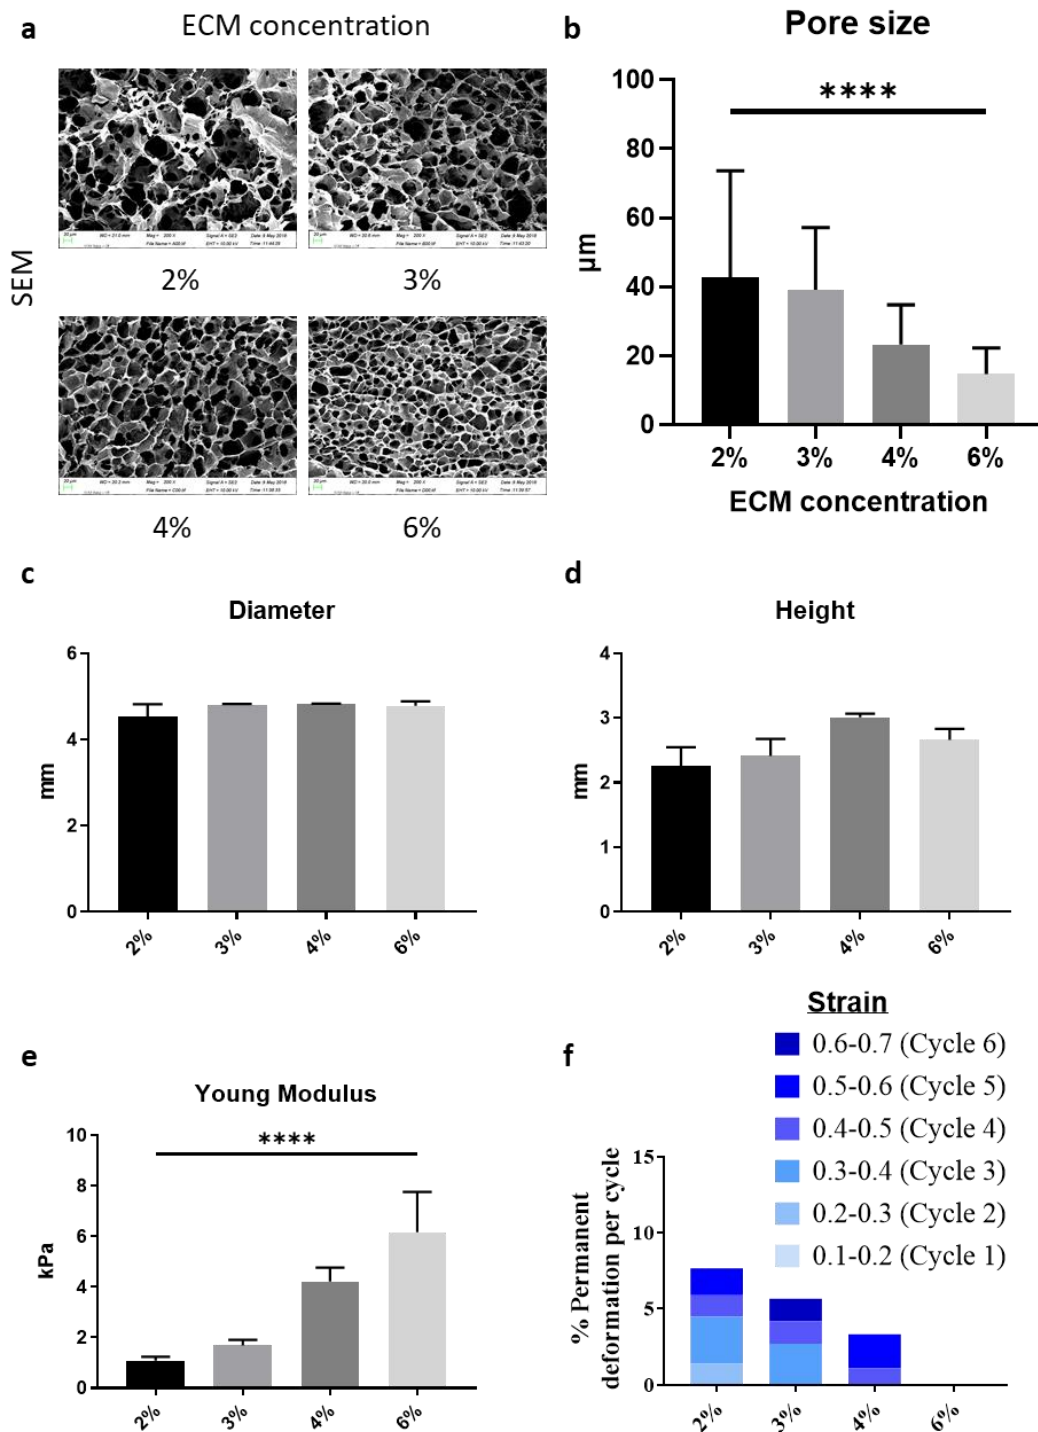 a
ECM concentration
SEM
2%
3%
4%
6%
b
Pore size
****
100
80
60
40
20
0
µm
2% 3% 4% 6%
ECM concentration
c
Diameter
6
4
2
0
mm
2% 3% 4% 6%
d
Height
4
3
2
1
0
mm
2% 3% 4% 6%
e
Young Modulus
****
10
8
6
4
2
0
kPa
2% 3% 4% 6%
f
Strain
0.6-0.7 (Cycle 6)
0.5-0.6 (Cycle 5)
0.4-0.5 (Cycle 4)
0.3-0.4 (Cycle 3)
0.2-0.3 (Cycle 2)
0.1-0.2 (Cycle 1)
% Permanent
deformation per cycle
15
10
5
0
2% 3% 4% 6%